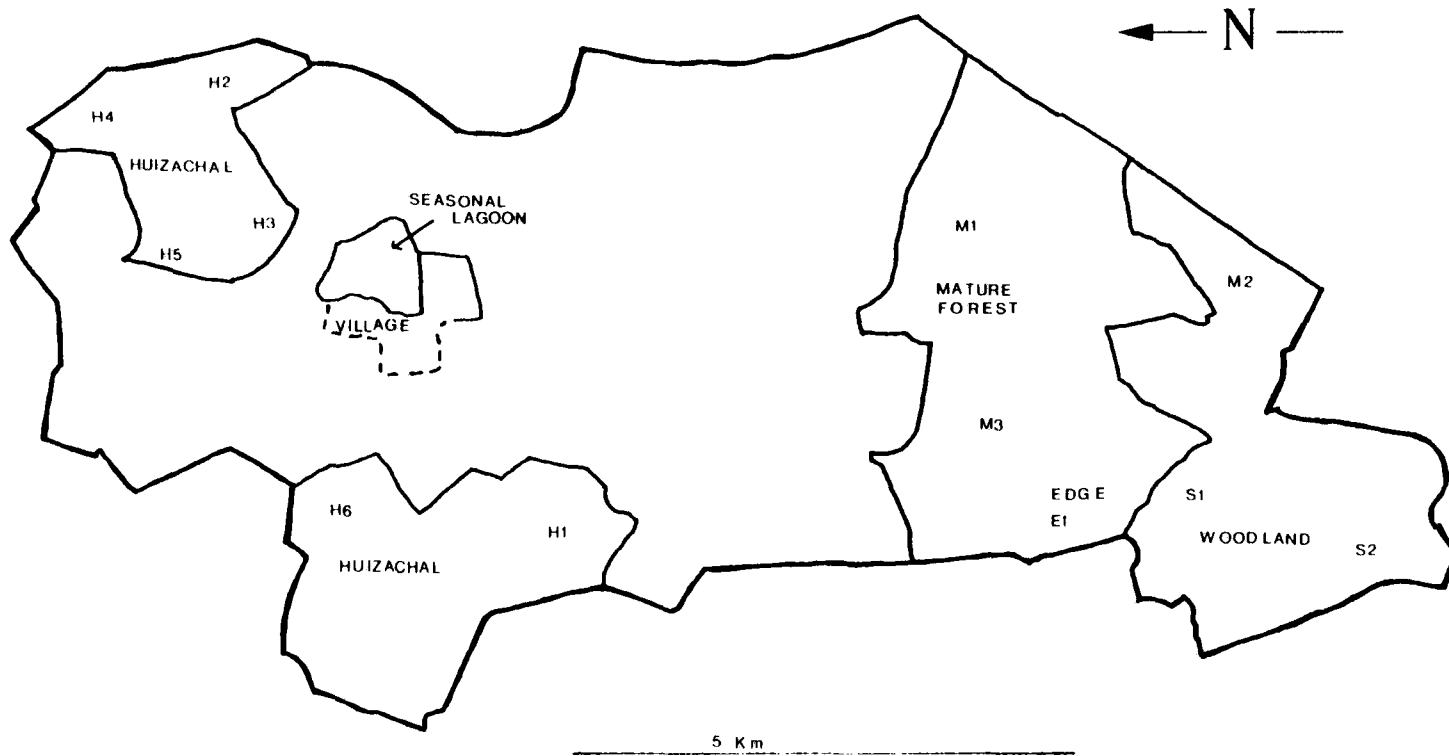 N
H2
H4
HUIZACHAL
H3
H5
SEASONAL
LAGOON
VILLAGE
M1
M2
MATURE
FOREST
M3
EDGE
E1
S1
WOODLAND
S2
H6
H1
HUIZACHAL
5 Km